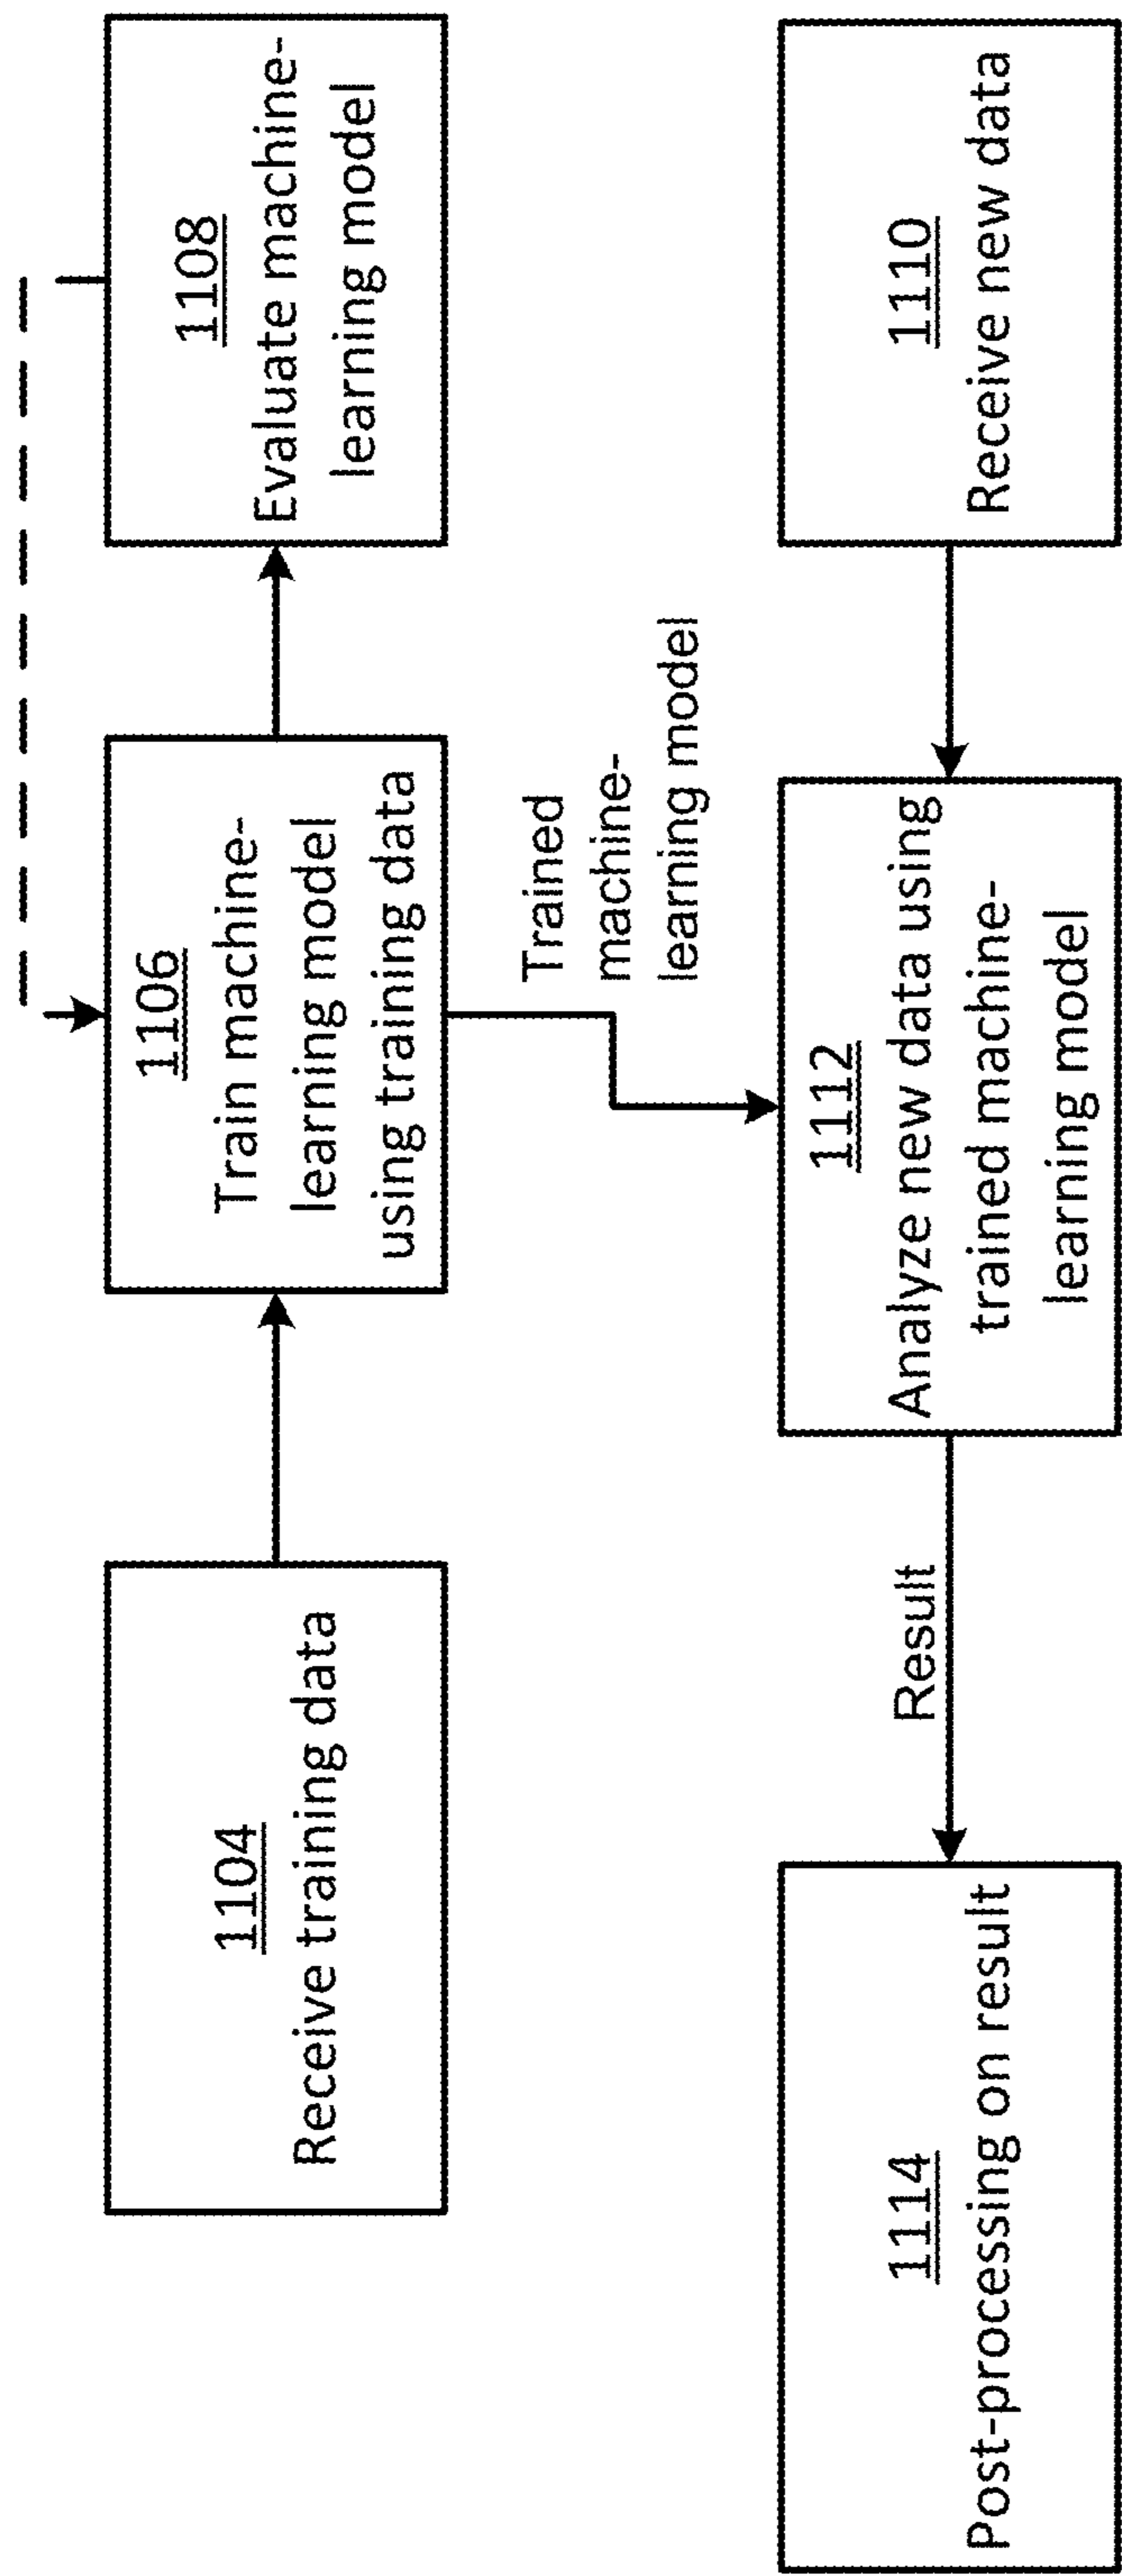 1104
Receive training data
1106
Train machine-
learning model
using training data
1108
Evaluate machine-
learning model
Trained
machine-
learning model
1114
Post-processing on result
Result
1112
Analyze new data using
trained machine-
learning model
1110
Receive new data